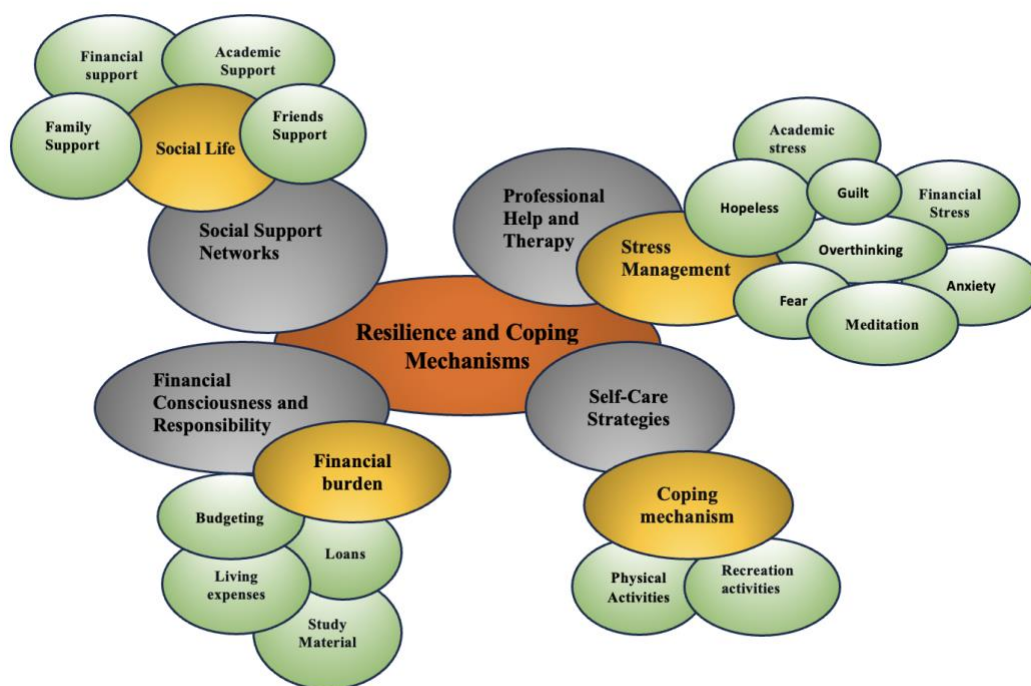 Financial
support
Academic
Support
Family
Support
Social Life
Friends
Support
Social Support
Networks
Professional
Help and
Therapy
Stress
Management
Academic
stress
Hopeless
Guilt
Financial
Stress
Overthinking
Fear
Anxiety
Meditation
Resilience and Coping
Mechanisms
Financial
Consciousness and
Responsibility
Financial
burden
Budgeting
Loans
Living
expenses
Study
Material
Self-Care
Strategies
Coping
mechanism
Physical
Activities
Recreation
activities